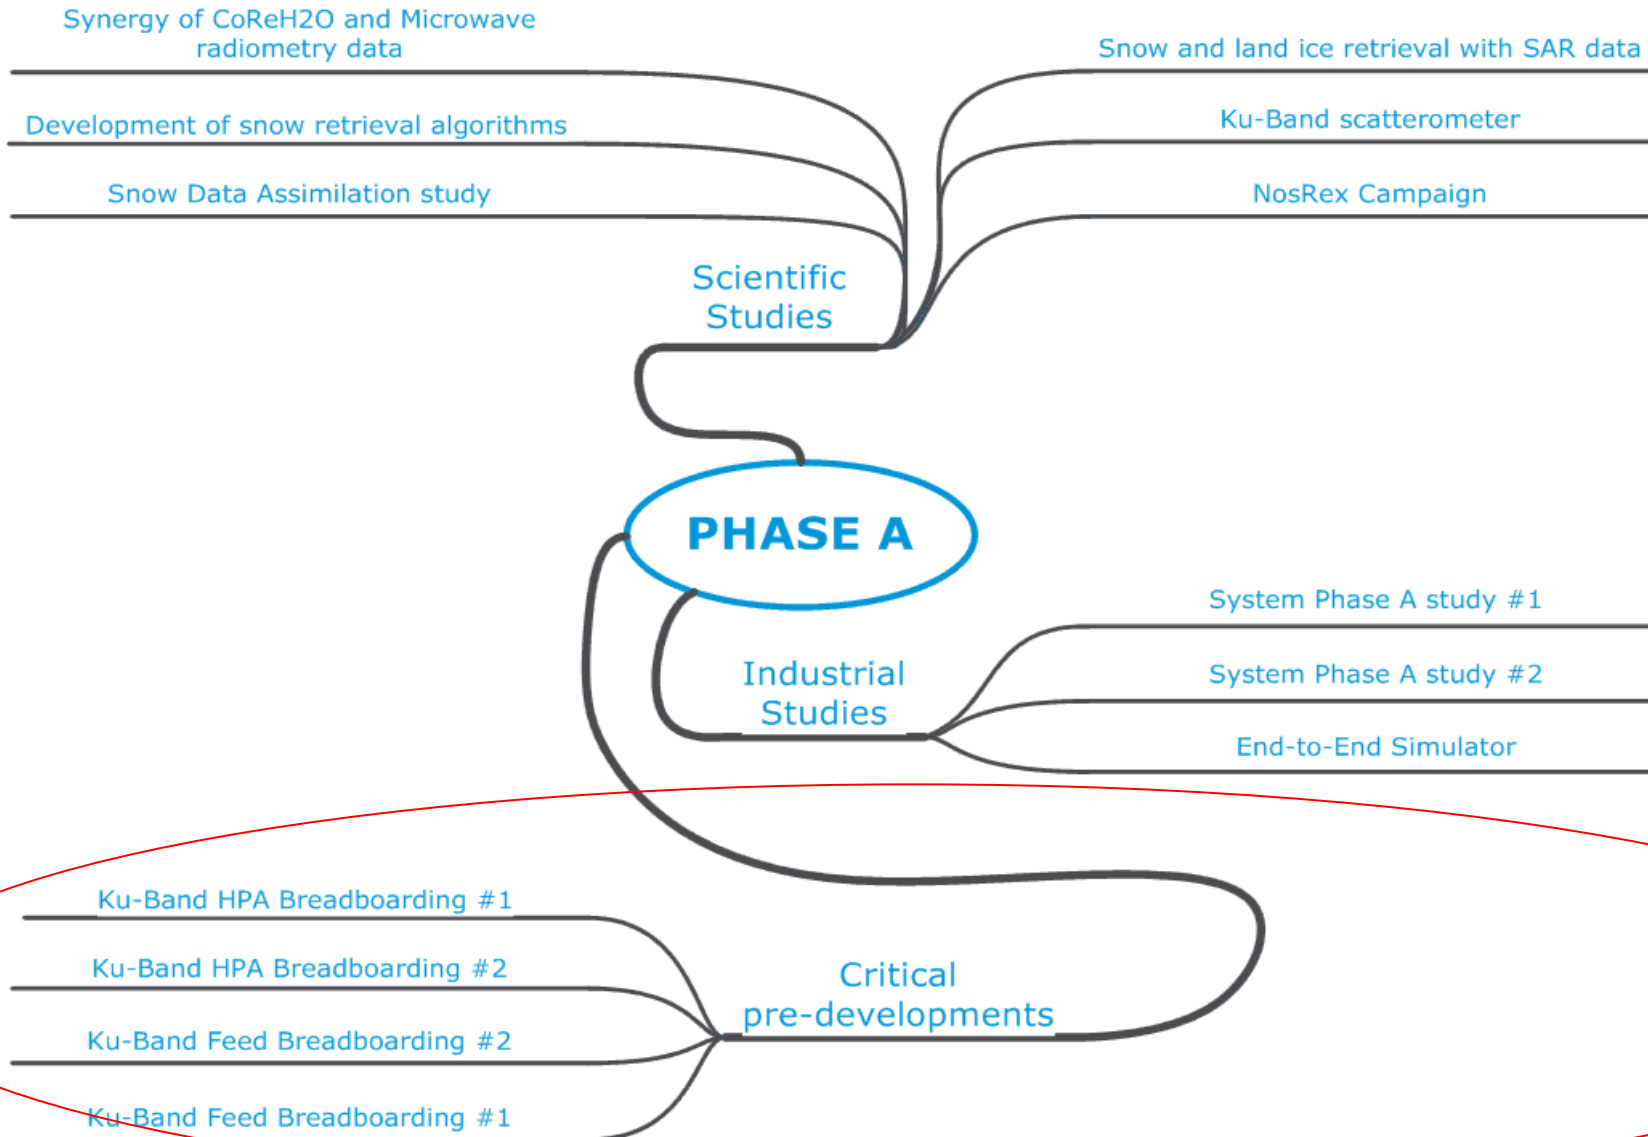 Synergy of CoReH2O and Microwave
radiometry data
Development of snow retrieval algorithms
Snow Data Assimilation study
Snow and land ice retrieval with SAR data
Ku-Band scatterometer
NosRex Campaign
Scientific
Studies
PHASE A
Industrial
Studies
System Phase A study #1
System Phase A study #2
End-to-End Simulator
Critical
pre-developments
Ku-Band HPA Breadboarding #1
Ku-Band HPA Breadboarding #2
Ku-Band Feed Breadboarding #2
Ku-Band Feed Breadboarding #1